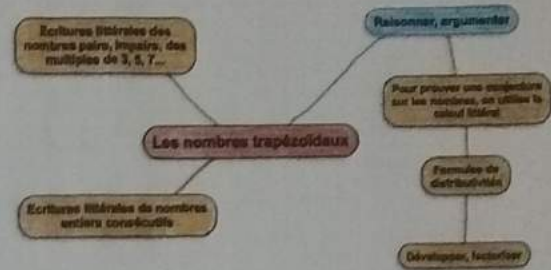 Ecritures littérales des
nombres pairs, impairs, des
multiples de 3, 5, 7...
Raisonner, argumenter
Pour prouver une conjecture
sur les nombres, on utilise le
calcul littéral
Les nombres trapézoïdaux
Formules de
distributivités
Ecritures littérales de nombres
entiers consécutifs
Développer, factoriser